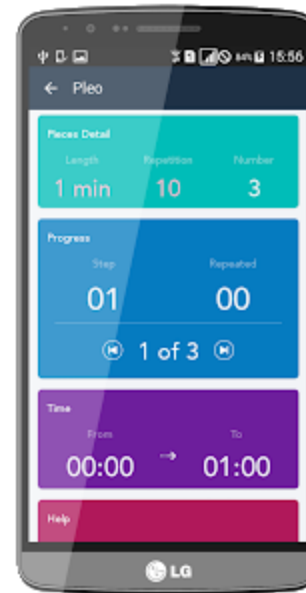 84% 15:56
← Pleo
Pieces Detail
Length Repetition Number
1 min 10 3
Progress
Step Repeated
01 00
1 of 3
Time
From To
00:00 → 01:00
Help
LG